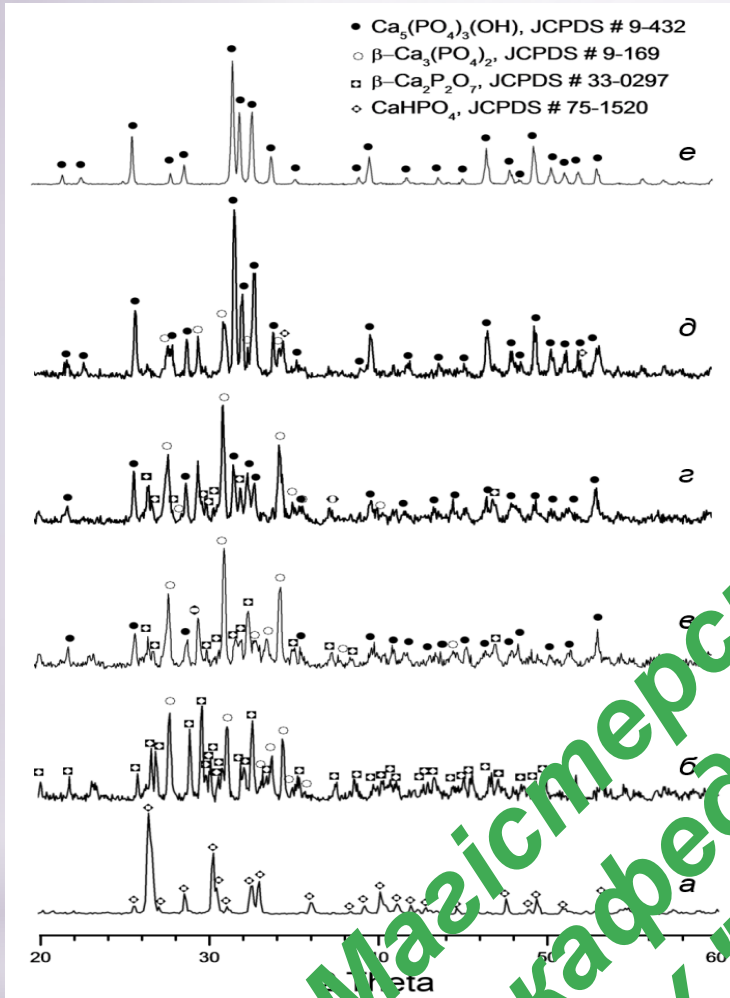 Ca₅(PO₄)₃(OH), JCPDS # 9-432
β–Ca₃(PO₄)₂, JCPDS # 9-169
β–Ca₂P₂O₇, JCPDS # 33-0297
CaHPO₄, JCPDS # 75-1520
е
д
г
в
б
а
20
30
50
60
Theta
Магістерс
кафед